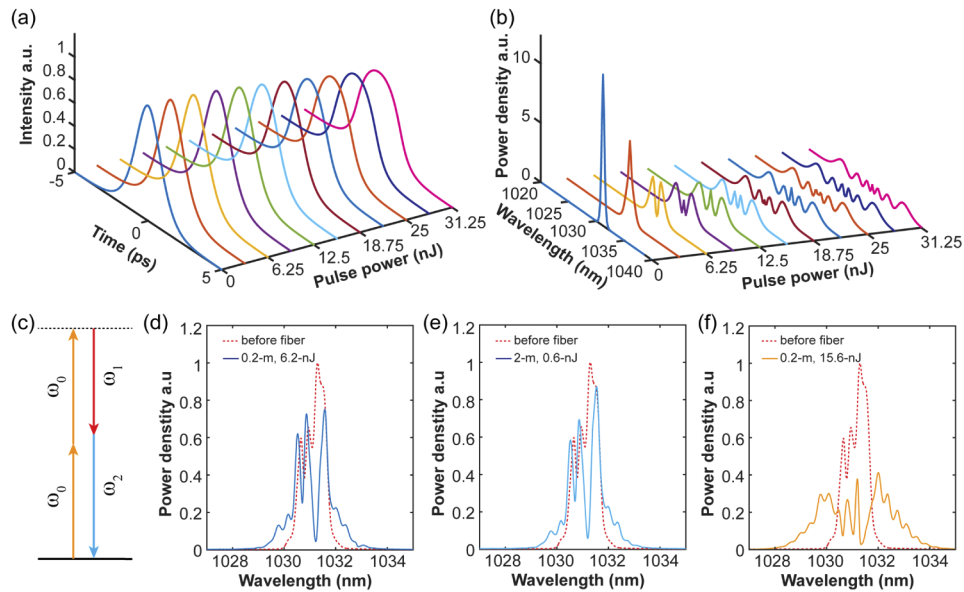 (a)
Intensity a.u.
1
0.8
0.6
0.4
0.2
0
-5
0
5
Time (ps)
0
6.25
12.5
18.75
25
31.25
Pulse power (nJ)
(b)
Power density a.u.
10
5
0
1020
1025
1030
1035
1040
Wavelength (nm)
0
6.25
12.5
18.75
25
31.25
Pulse power (nJ)
(c)
ω0
ω1
ω0
ω2
(d)
Power denstity a.u
1.2
1
0.8
0.6
0.4
0.2
0
before fiber
0.2-m, 6.2-nJ
1028 1030 1032 1034
Wavelength (nm)
(e)
Power denstity a.u
1.2
1
0.8
0.6
0.4
0.2
0
before fiber
2-m, 0.6-nJ
1028 1030 1032 1034
Wavelength (nm)
(f)
Power denstity a.u
1.2
1
0.8
0.6
0.4
0.2
0
before fiber
0.2-m, 15.6-nJ
1028 1030 1032 1034
Wavelength (nm)